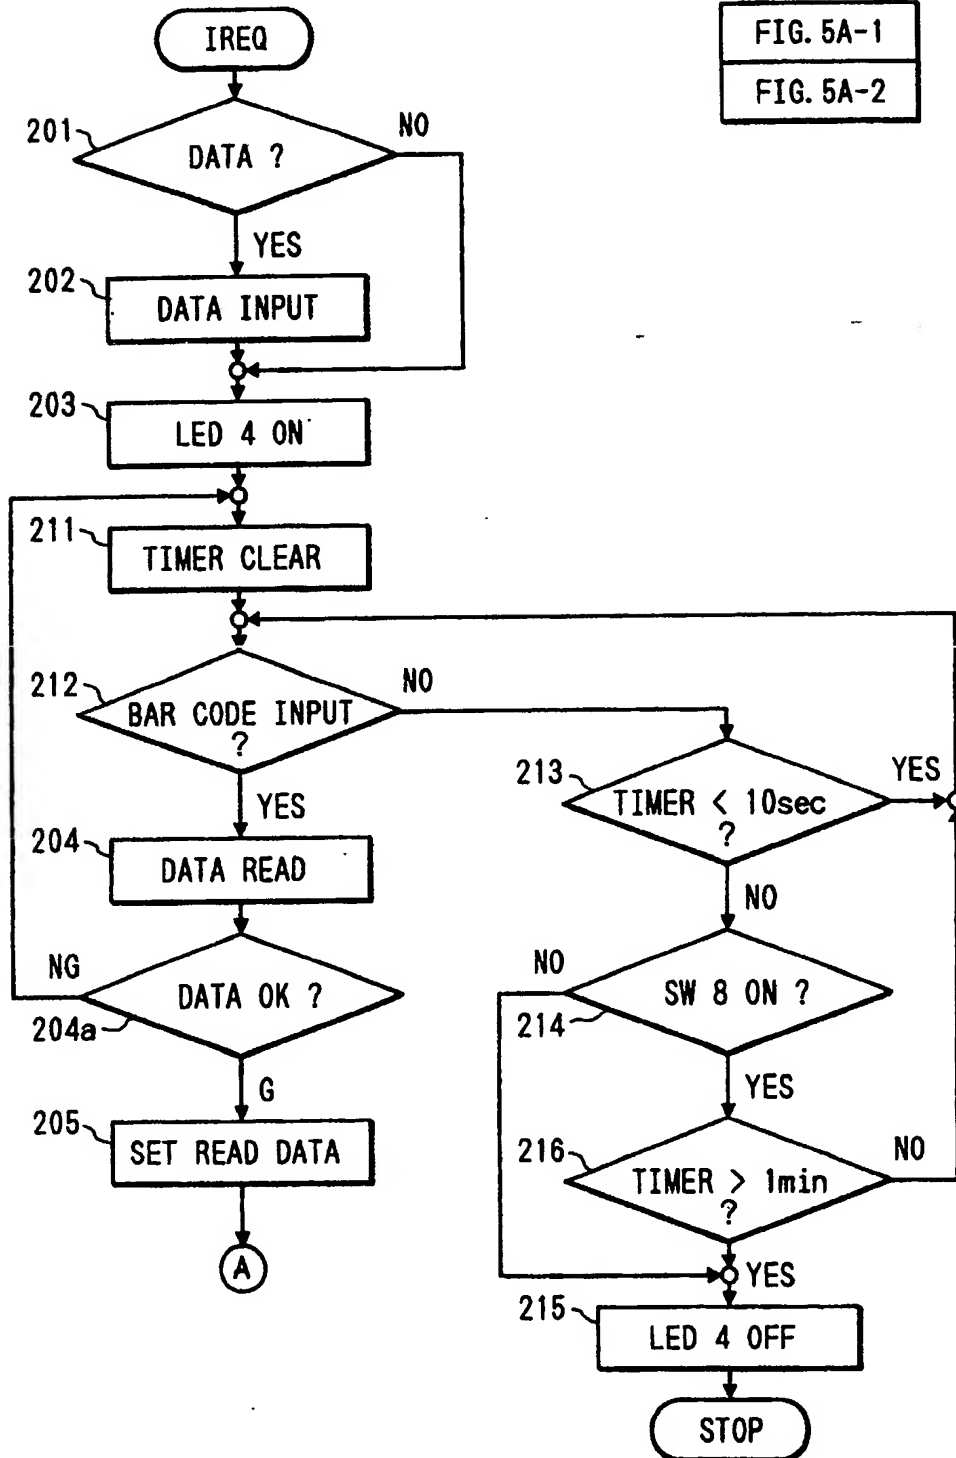 IREQ
FIG. 5A-1
FIG. 5A-2
201
DATA ?
NO
YES
202
DATA INPUT
203
LED 4 ON
211
TIMER CLEAR
212
BAR CODE INPUT
?
NO
YES
213
TIMER < 10sec
?
YES
NO
204
DATA READ
NG
DATA OK ?
204a
G
NO
SW 8 ON ?
214
YES
205
SET READ DATA
A
216
TIMER > 1min
?
NO
YES
215
LED 4 OFF
STOP